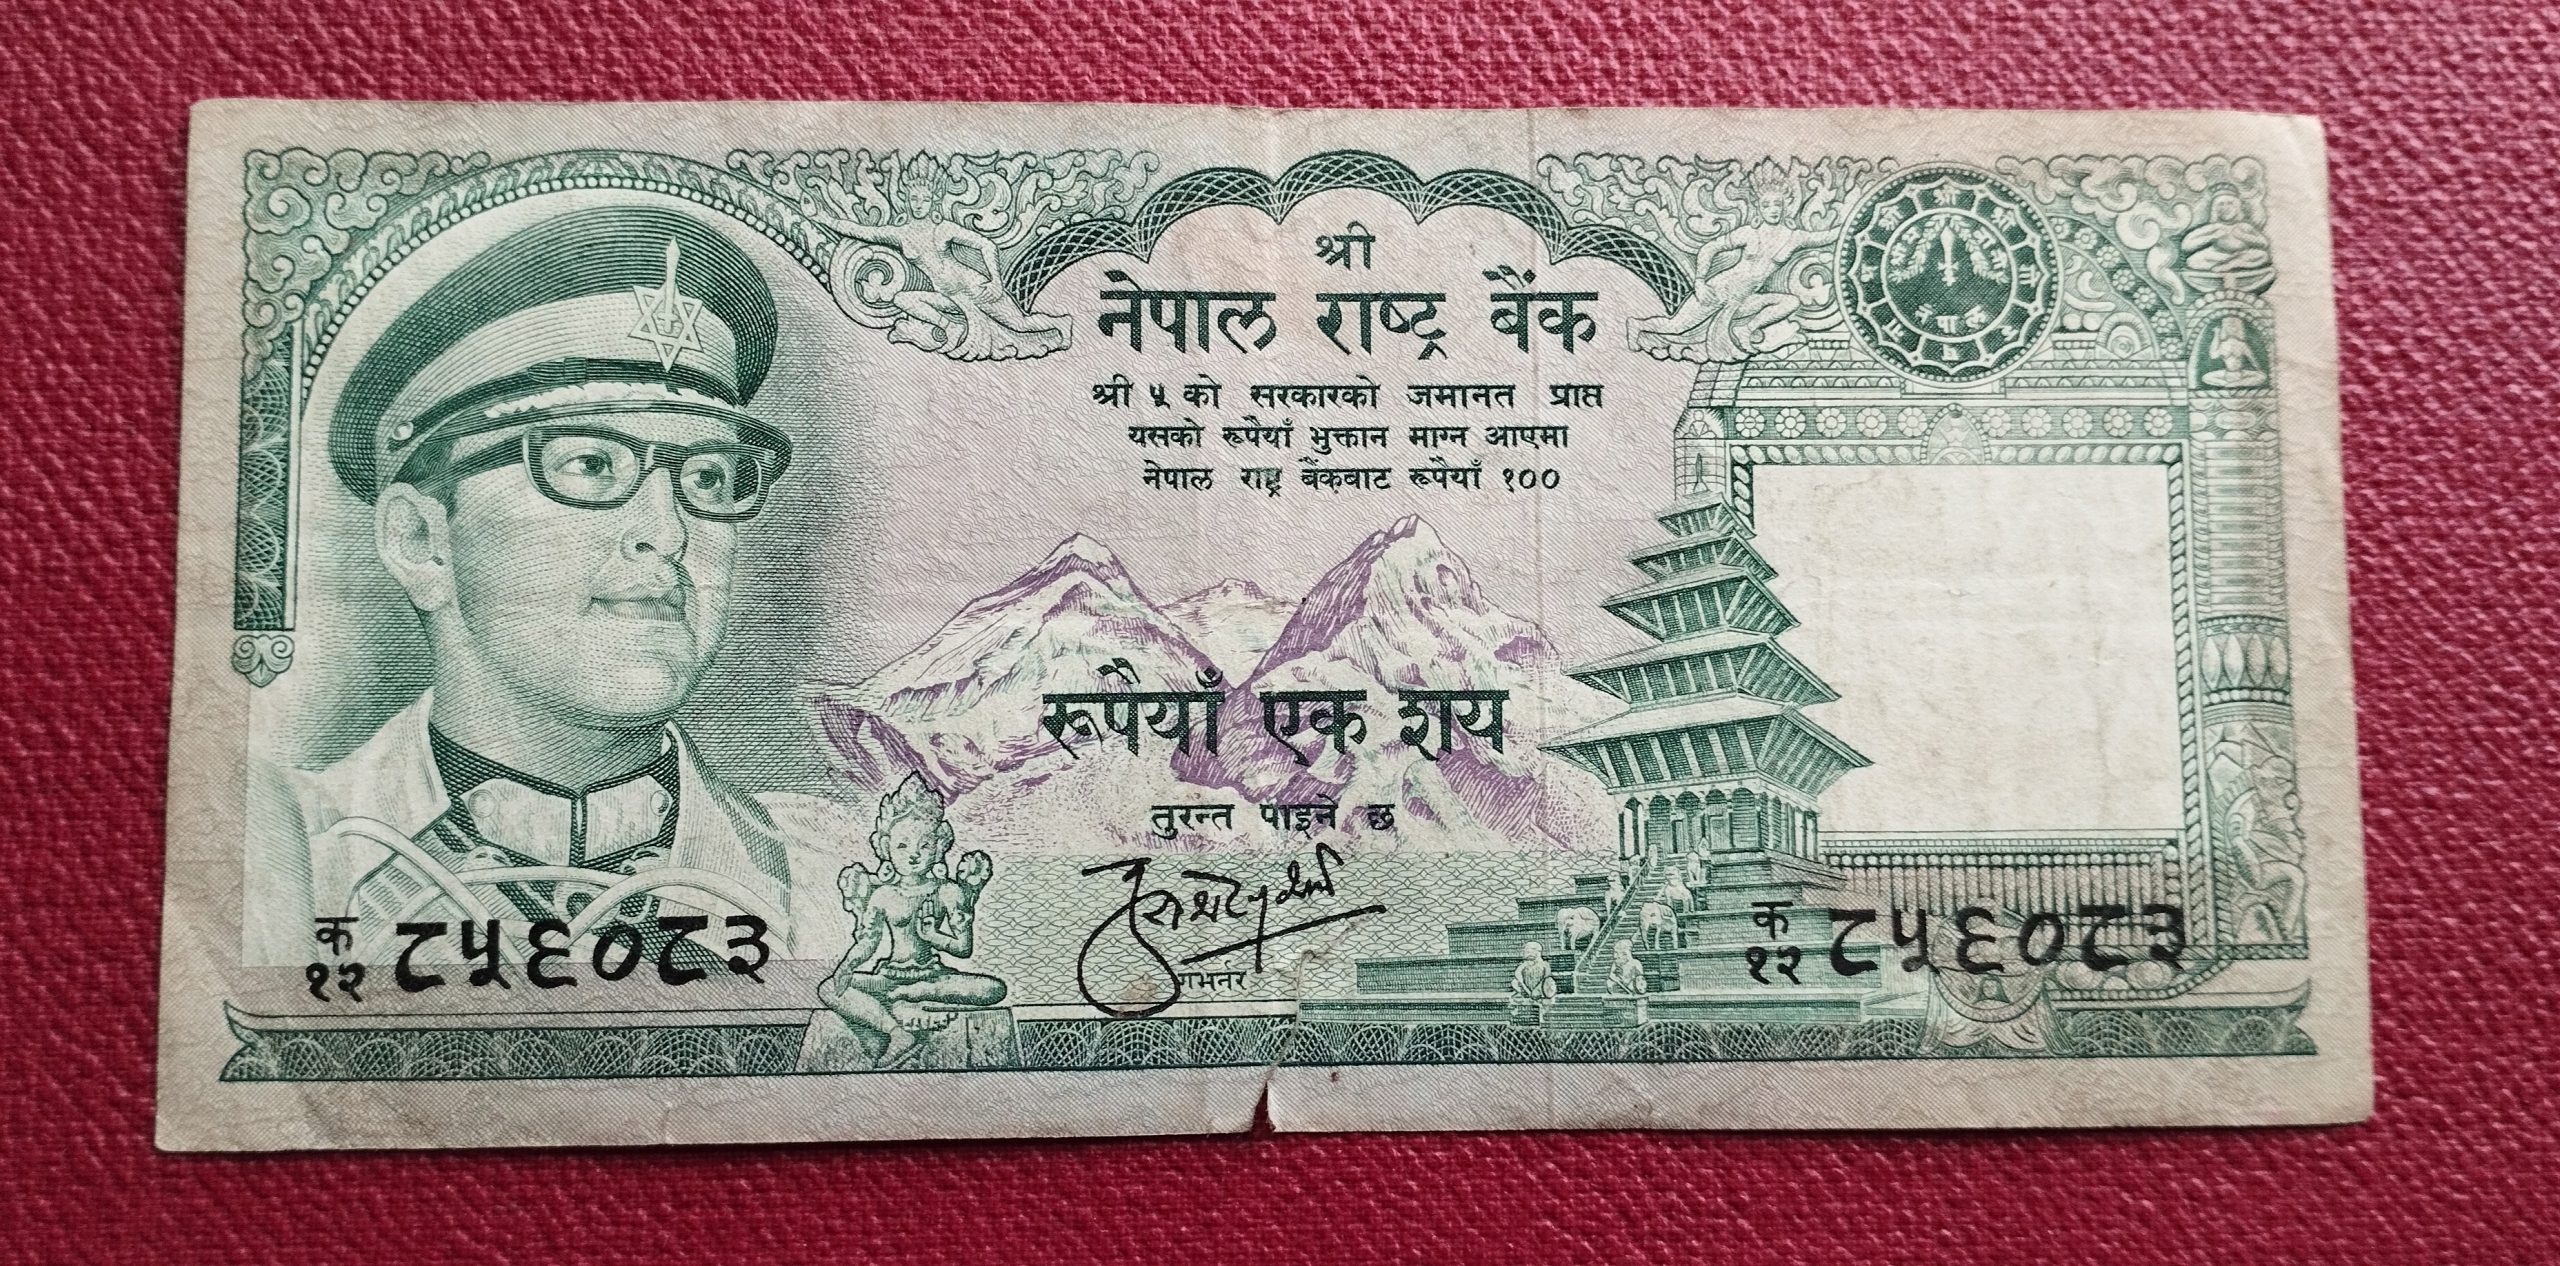 श्री
नेपाल राष्ट्र बैंक
श्री ५ को सरकारको जमानत प्राप्त
यसको रूपैयाँ भुक्तान माग्न आएमा
नेपाल राष्ट्र बैंकबाट रूपैयाँ १००
रूपैयाँ एक शय
तुरन्त पाइने छ
गभर्नर
क
१२ ८५६०८३
क
१२ ८५६०८३